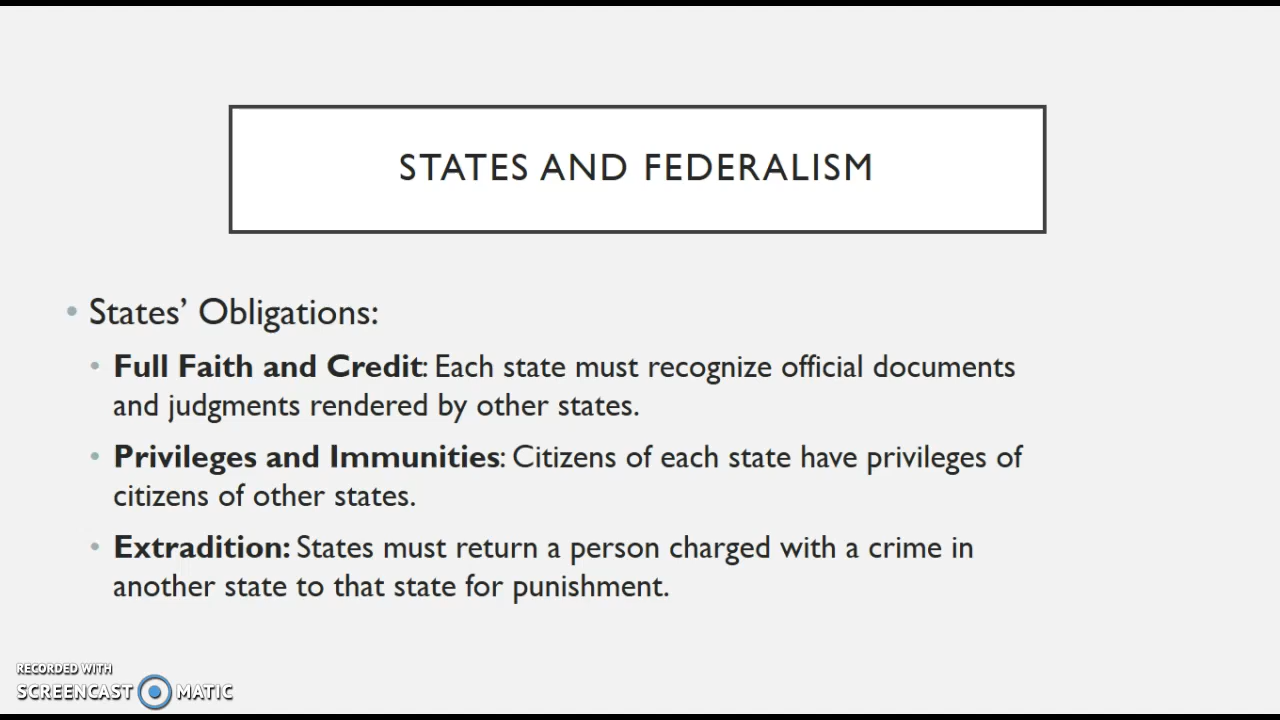 STATES AND FEDERALISM
• States’ Obligations:
• Full Faith and Credit: Each state must recognize official documents
and judgments rendered by other states.
• Privileges and Immunities: Citizens of each state have privileges of
citizens of other states.
• Extradition: States must return a person charged with a crime in
another state to that state for punishment.
RECORDED WITH
SCREENCAST MATIC